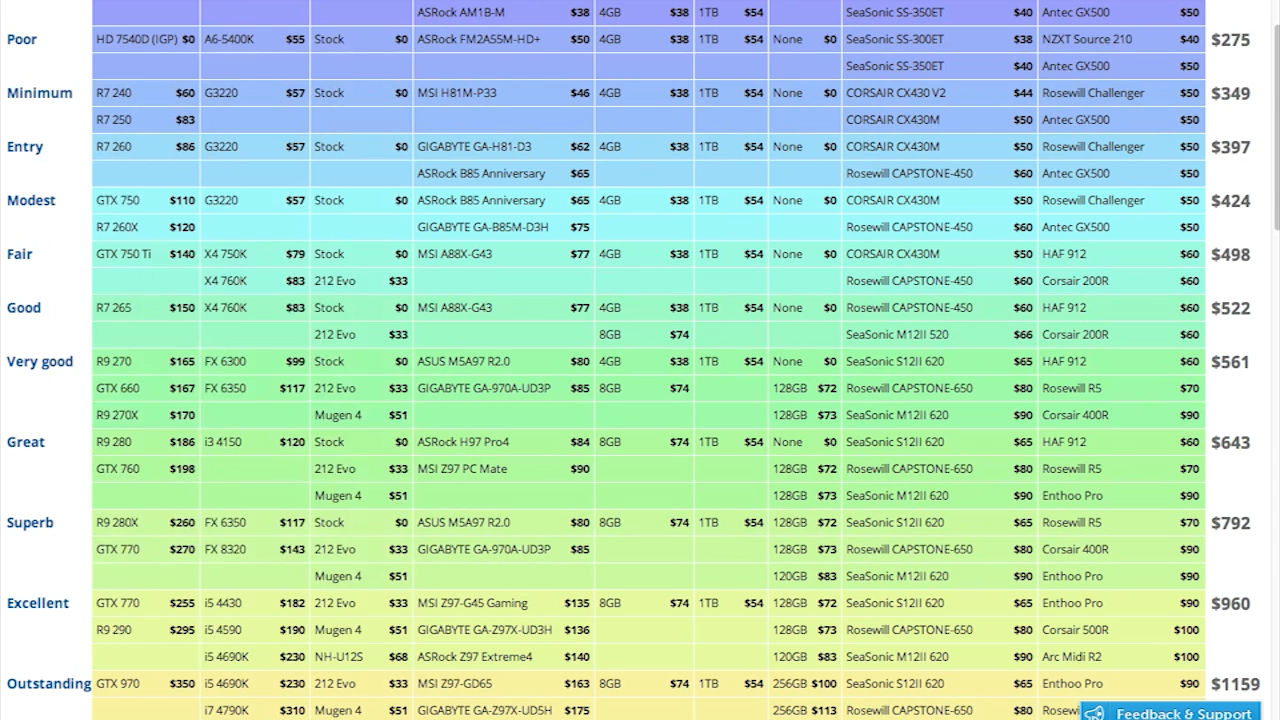 ASRock AM1B-M $38 4GB $38 1TB $54 SeaSonic SS-350ET $40 Antec GX500 $50
Poor HD 7540D (IGP) $0 A6-5400K $55 Stock $0 ASRock FM2A55M-HD+ $50 4GB $38 1TB $54 None $0 SeaSonic SS-300ET $38 NZXT Source 210 $40 $275
SeaSonic SS-350ET $40 Antec GX500 $50
Minimum R7 240 $60 G3220 $57 Stock $0 MSI H81M-P33 $46 4GB $38 1TB $54 None $0 CORSAIR CX430 V2 $44 Rosewill Challenger $50 $349
R7 250 $83 CORSAIR CX430M $50 Antec GX500 $50
Entry R7 260 $86 G3220 $57 Stock $0 GIGABYTE GA-H81-D3 $62 4GB $38 1TB $54 None $0 CORSAIR CX430M $50 Rosewill Challenger $50 $397
ASRock B85 Anniversary $65 Rosewill CAPSTONE-450 $60 Antec GX500 $50
Modest GTX 750 $110 G3220 $57 Stock $0 ASRock B85 Anniversary $65 4GB $38 1TB $54 None $0 CORSAIR CX430M $50 Rosewill Challenger $50 $424
R7 260X $120 GIGABYTE GA-B85M-D3H $75 Rosewill CAPSTONE-450 $60 Antec GX500 $50
Fair GTX 750 Ti $140 X4 750K $79 Stock $0 MSI A88X-G43 $77 4GB $38 1TB $54 None $0 CORSAIR CX430M $50 HAF 912 $60 $498
X4 760K $83 212 Evo $33 Rosewill CAPSTONE-450 $60 Corsair 200R $60
Good R7 265 $150 X4 760K $83 Stock $0 MSI A88X-G43 $77 4GB $38 1TB $54 None $0 Rosewill CAPSTONE-450 $60 HAF 912 $60 $522
212 Evo $33 8GB $74 SeaSonic M12II 520 $66 Corsair 200R $60
Very good R9 270 $165 FX 6300 $99 Stock $0 ASUS M5A97 R2.0 $80 4GB $38 1TB $54 None $0 SeaSonic S12II 620 $65 HAF 912 $60 $561
GTX 660 $167 FX 6350 $117 212 Evo $33 GIGABYTE GA-970A-UD3P $85 8GB $74 128GB $72 Rosewill CAPSTONE-650 $80 Rosewill R5 $70
R9 270X $170 Mugen 4 $51 128GB $73 SeaSonic M12II 620 $90 Corsair 400R $90
Great R9 280 $186 i3 4150 $120 Stock $0 ASRock H97 Pro4 $84 8GB $74 1TB $54 None $0 SeaSonic S12II 620 $65 HAF 912 $60 $643
GTX 760 $198 212 Evo $33 MSI Z97 PC Mate $90 128GB $72 Rosewill CAPSTONE-650 $80 Rosewill R5 $70
Mugen 4 $51 128GB $73 SeaSonic M12II 620 $90 Enthoo Pro $90
Superb R9 280X $260 FX 6350 $117 Stock $0 ASUS M5A97 R2.0 $80 8GB $74 1TB $54 128GB $72 SeaSonic S12II 620 $65 Rosewill R5 $70 $792
GTX 770 $270 FX 8320 $143 212 Evo $33 GIGABYTE GA-970A-UD3P $85 128GB $73 Rosewill CAPSTONE-650 $80 Corsair 400R $90
Mugen 4 $51 120GB $83 SeaSonic M12II 620 $90 Enthoo Pro $90
Excellent GTX 770 $255 i5 4430 $182 212 Evo $33 MSI Z97-G45 Gaming $135 8GB $74 1TB $54 128GB $72 SeaSonic S12II 620 $65 Enthoo Pro $90 $960
R9 290 $295 i5 4590 $190 Mugen 4 $51 GIGABYTE GA-Z97X-UD3H $136 128GB $73 Rosewill CAPSTONE-650 $80 Corsair 500R $100
i5 4690K $230 NH-U12S $68 ASRock Z97 Extreme4 $140 120GB $83 SeaSonic M12II 620 $90 Arc Midi R2 $100
Outstanding GTX 970 $350 i5 4690K $230 212 Evo $33 MSI Z97-GD65 $163 8GB $74 1TB $54 256GB $100 SeaSonic S12II 620 $65 Enthoo Pro $90 $1159
i7 4790K $310 Mugen 4 $51 GIGABYTE GA-Z97X-UD5H $175 256GB $113 Rosewill CAPSTONE-650 $80 Rosewi
Feedback & Support